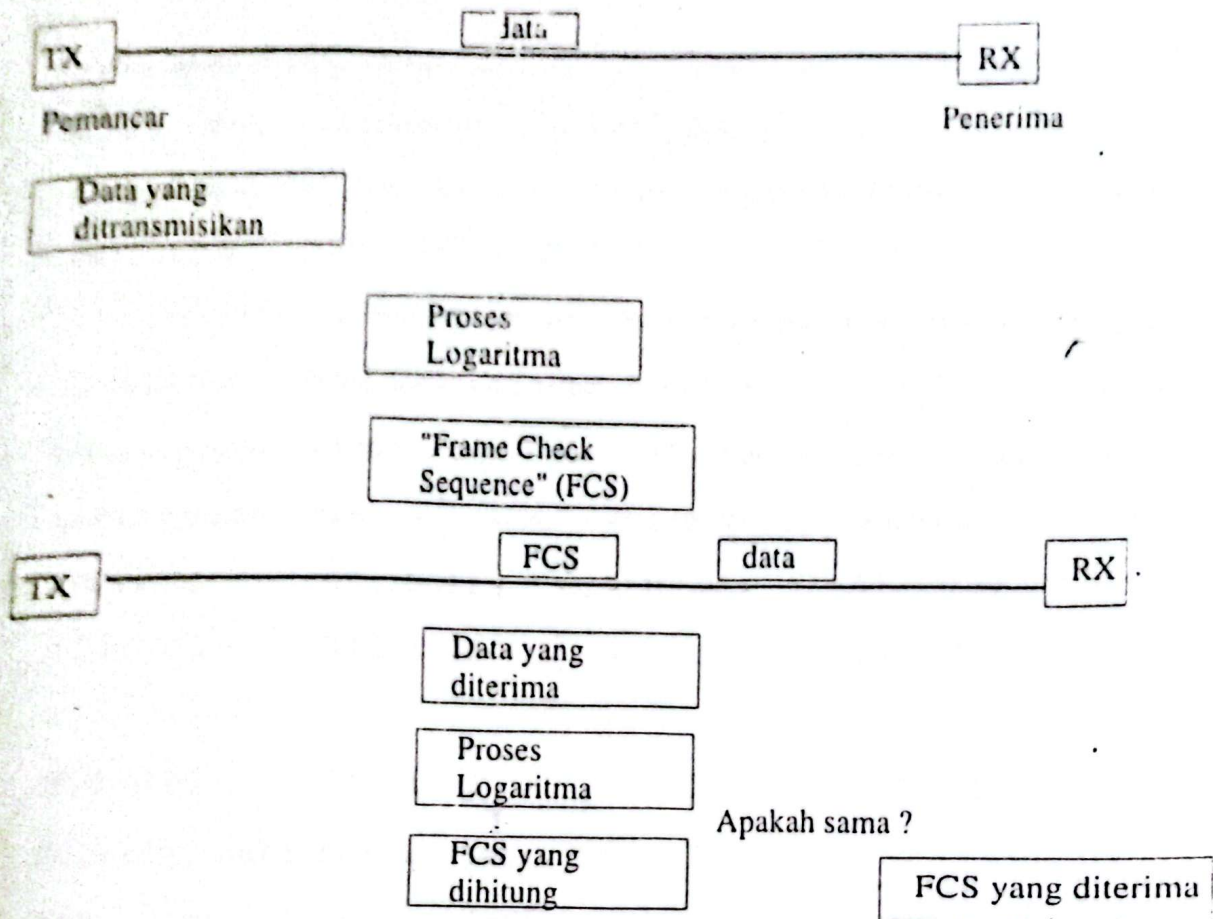 data
TX
RX
Pemancar
Penerima
Data yang
ditransmisikan
Proses
Logaritma
"Frame Check
Sequence" (FCS)
FCS
data
TX
RX
Data yang
diterima
Proses
Logaritma
Apakah sama ?
FCS yang
dihitung
FCS yang diterima